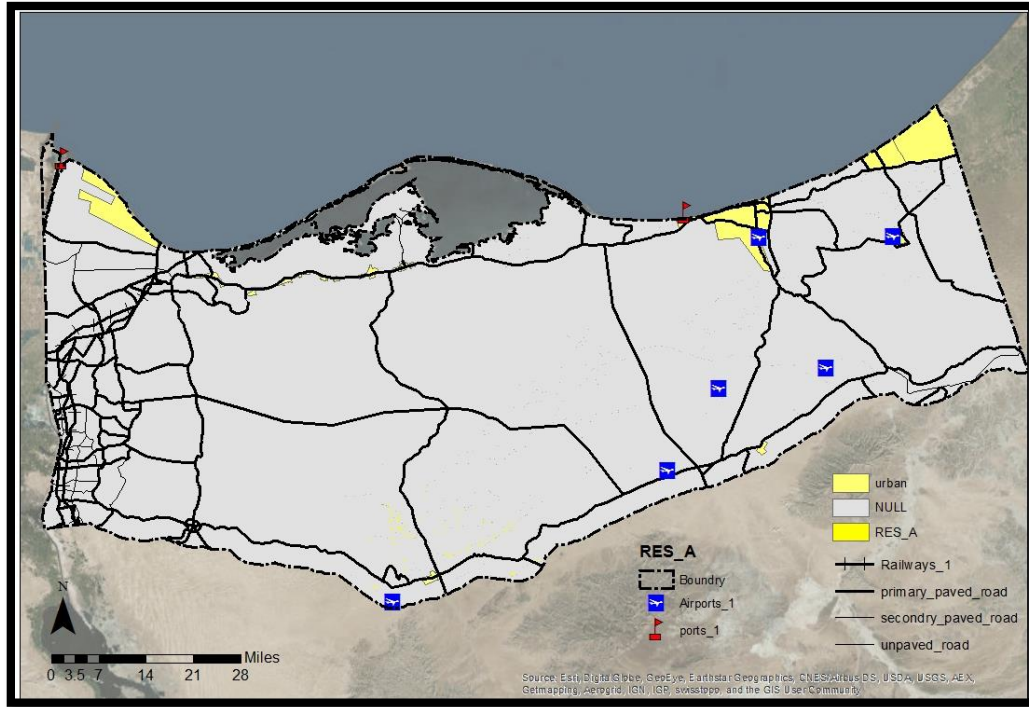 urban
NULL
RES_A
RES_A
Boundry
Airports_1
ports_1
Railways_1
primary_paved_road
secondry_paved_road
unpaved_road
N
Miles
0 3.5 7 14 21 28
Source: Esri, DigitalGlobe, GeoEye, Earthstar Geographics, CNES/Airbus DS, USDA, USGS, AEX,
Getmapping, Aerogrid, IGN, IGP, swisstopo, and the GIS User Community